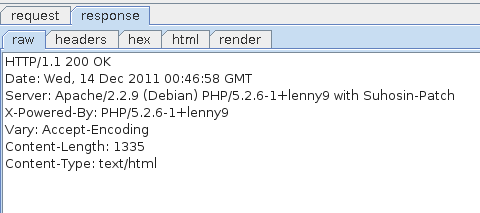 request response
raw headers hex html render
HTTP/1.1 200 OK
Date: Wed, 14 Dec 2011 00:46:58 GMT
Server: Apache/2.2.9 (Debian) PHP/5.2.6-1+lenny9 with Suhosin-Patch
X-Powered-By: PHP/5.2.6-1+lenny9
Vary: Accept-Encoding
Content-Length: 1335
Content-Type: text/html